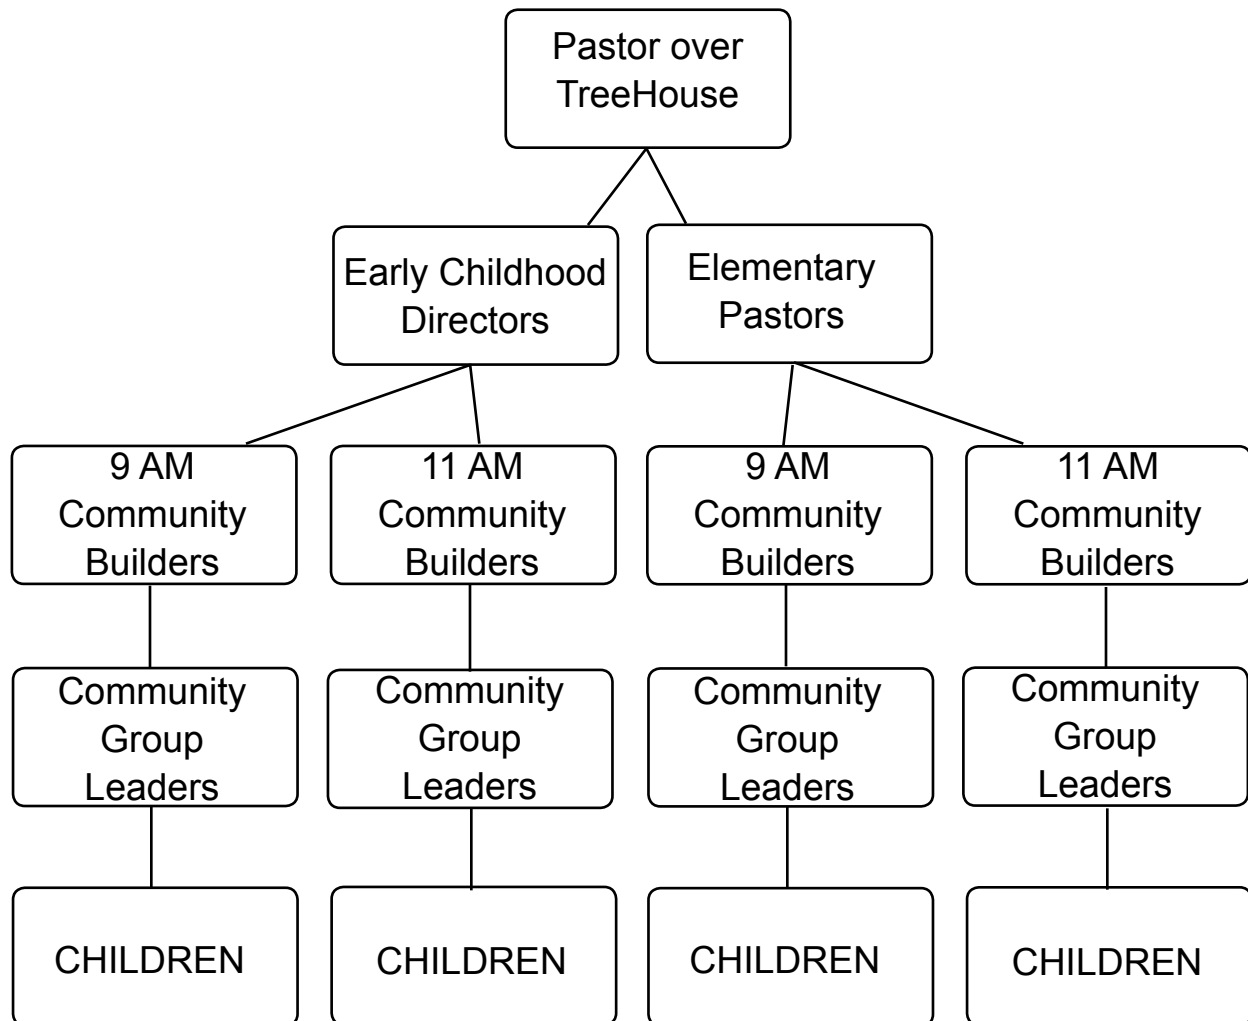 Pastor over
TreeHouse
Early Childhood
Directors
Elementary
Pastors
9 AM
Community
Builders
11 AM
Community
Builders
9 AM
Community
Builders
11 AM
Community
Builders
Community
Group
Leaders
Community
Group
Leaders
Community
Group
Leaders
Community
Group
Leaders
CHILDREN
CHILDREN
CHILDREN
CHILDREN